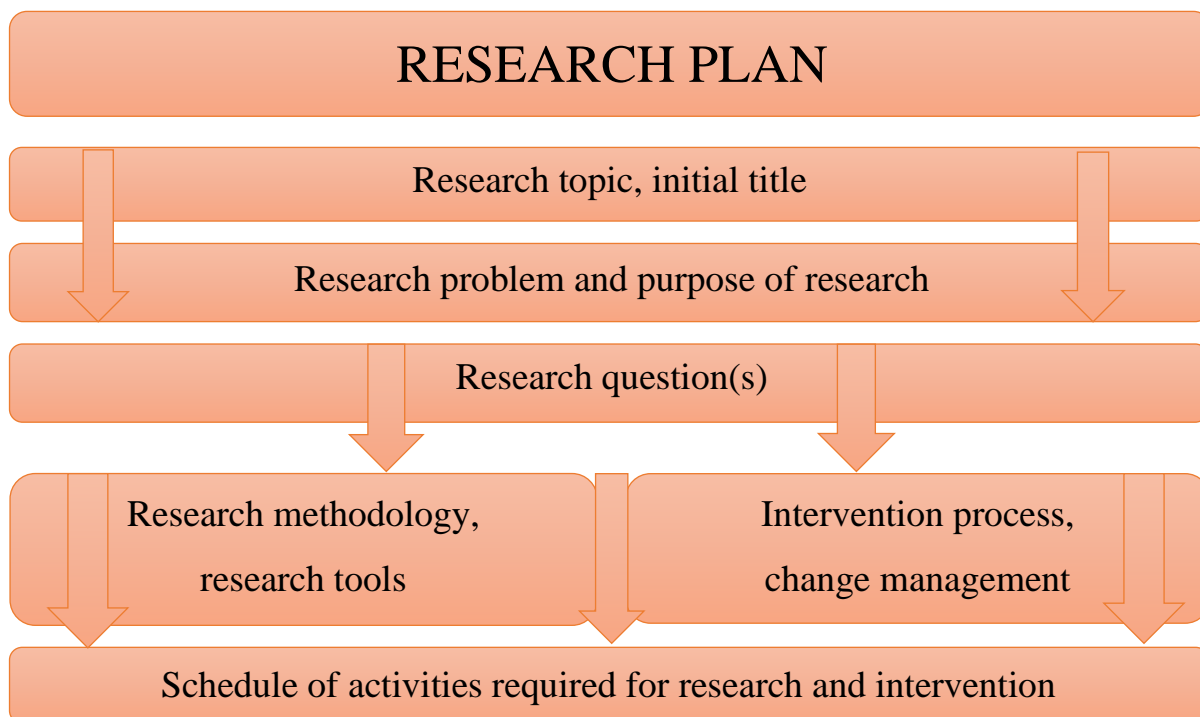 RESEARCH PLAN
Research topic, initial title
Research problem and purpose of research
Research question(s)
Research methodology,
research tools
Intervention process,
change management
Schedule of activities required for research and intervention